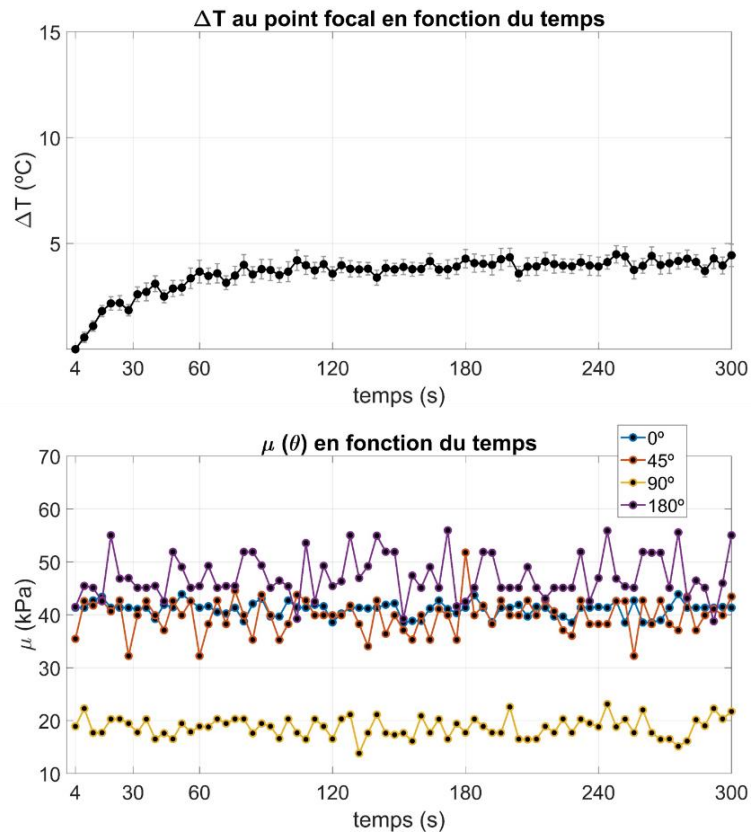 ΔT au point focal en fonction du temps
15
10
5
ΔT (ºC)
4 30 60 120 180 240 300
temps (s)
μ (θ) en fonction du temps
0º
45º
90º
180º
70
60
50
40
30
20
10
μ (kPa)
4 30 60 120 180 240 300
temps (s)